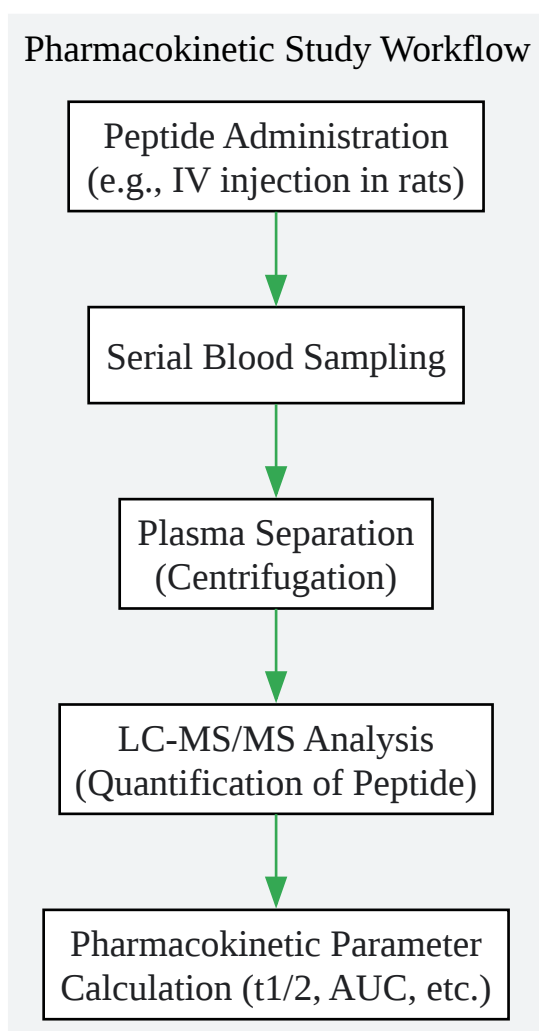 Pharmacokinetic Study Workflow
Peptide Administration
(e.g., IV injection in rats)
Serial Blood Sampling
Plasma Separation
(Centrifugation)
LC-MS/MS Analysis
(Quantification of Peptide)
Pharmacokinetic Parameter
Calculation (t1/2, AUC, etc.)